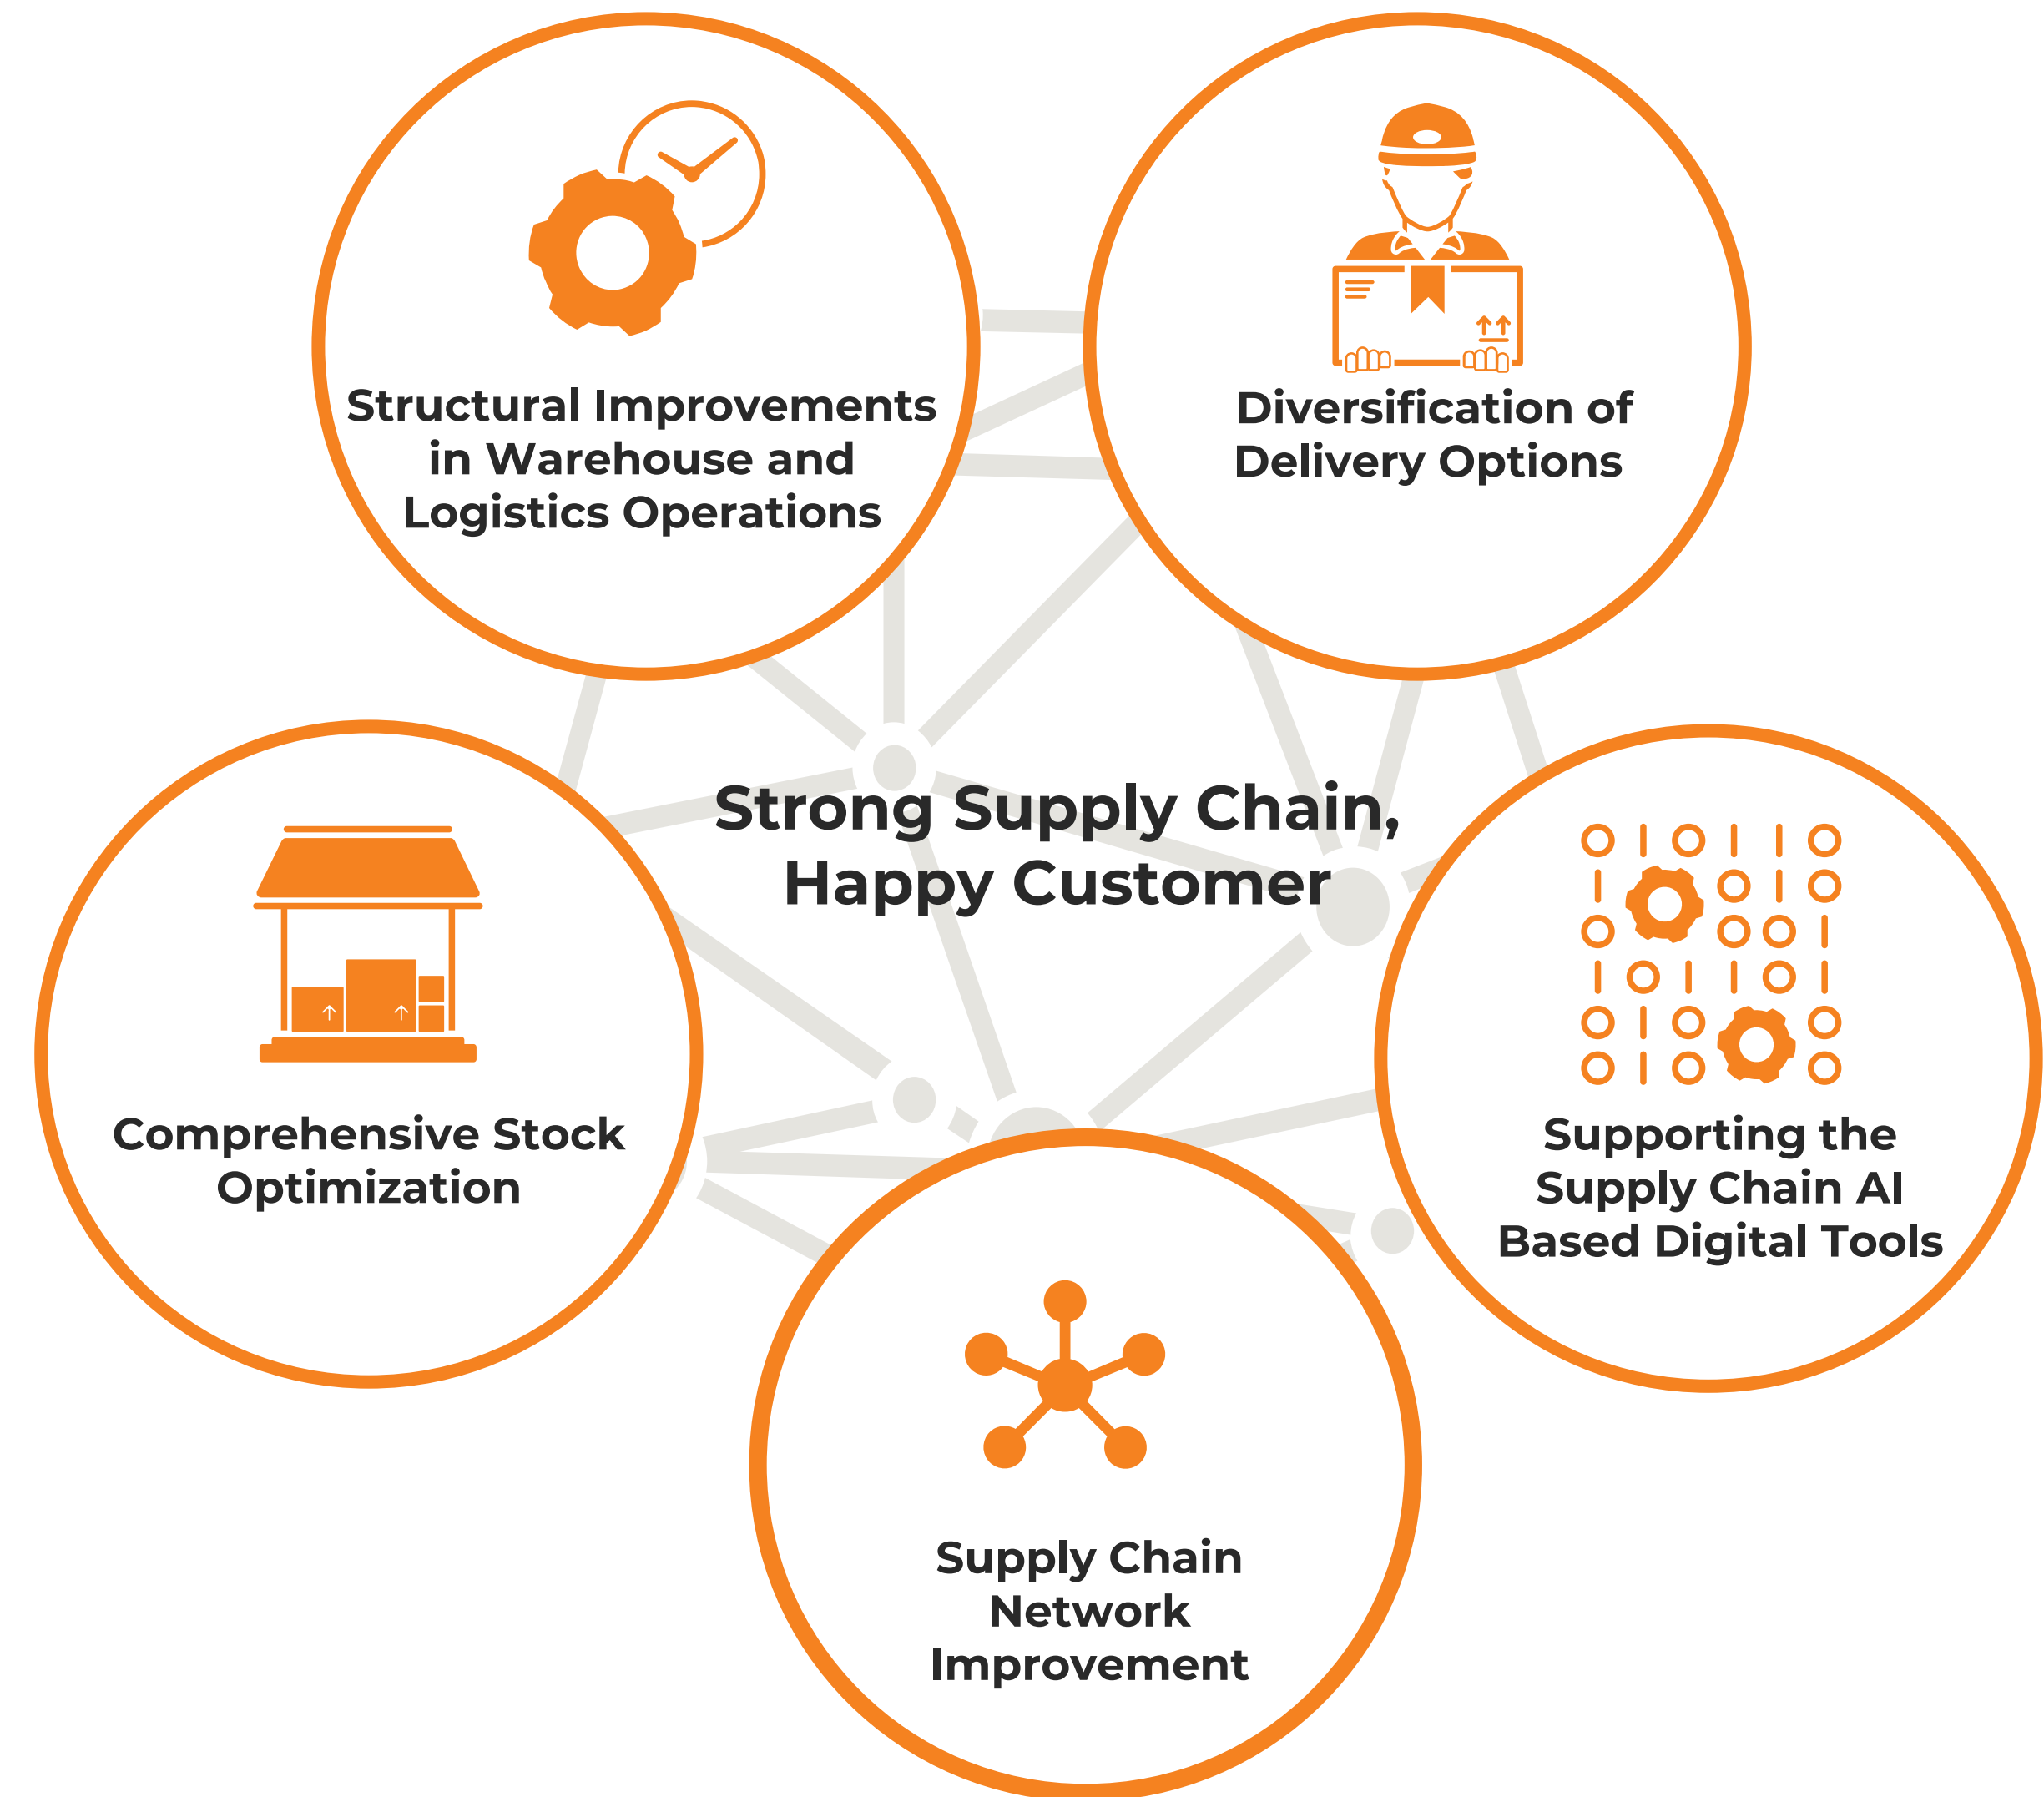 Structural Improvements
in Warehouse and
Logistics Operations
Diversification of
Delivery Options
Strong Supply Chain,
Happy Customer
Comprehensive Stock
Optimization
Supporting the
Supply Chain AI
Based Digital Tools
Supply Chain
Network
Improvement